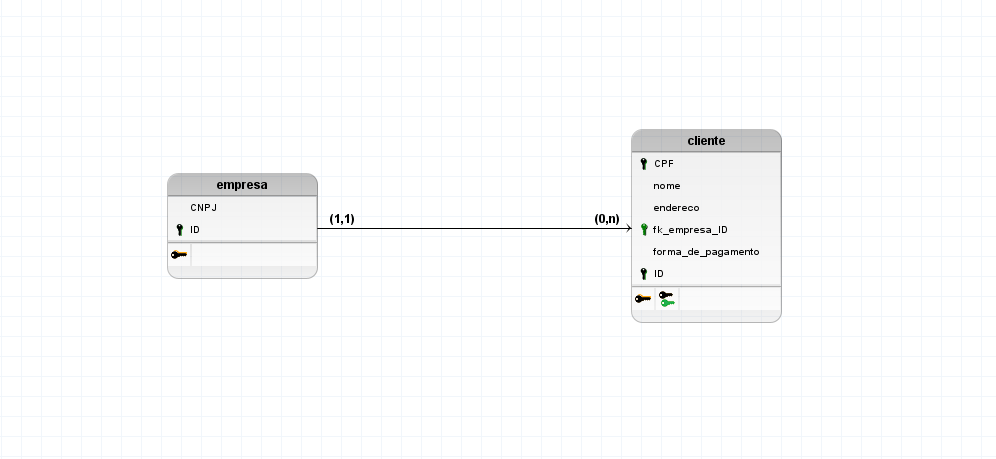 empresa
CNPJ
ID
(1,1)
(0,n)
cliente
CPF
nome
endereco
fk_empresa_ID
forma_de_pagamento
ID